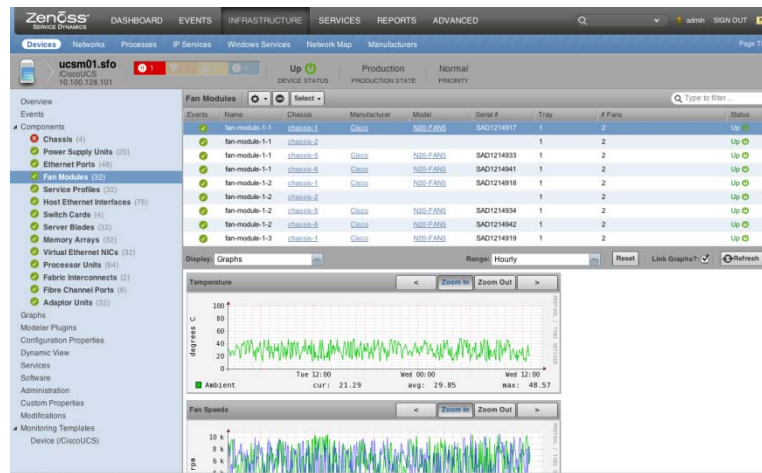 Zenoss
SERVICE DYNAMICS
DASHBOARD EVENTS INFRASTRUCTURE SERVICES REPORTS ADVANCED admin SIGN OUT
Devices Networks Processes IP Services Windows Services Network Map Manufacturers Page T
ucsm01.sfo
/CiscoUCS
10.100.128.101
1 0
Up
DEVICE STATUS
Production
PRODUCTION STATE
Normal
PRIORITY
Overview
Events
Components
Chassis (4)
Power Supply Units (20)
Ethernet Ports (48)
Fan Modules (32)
Service Profiles (32)
Host Ethernet Interfaces (76)
Switch Cards (4)
Server Blades (32)
Memory Arrays (32)
Virtual Ethernet NICs (32)
Processor Units (64)
Fabric Interconnects (2)
Fibre Channel Ports (8)
Adaptor Units (32)
Graphs
Modeler Plugins
Configuration Properties
Dynamic View
Services
Software
Administration
Custom Properties
Modifications
Monitoring Templates
Device (/CiscoUCS)
Fan Modules Select Type to filter...
Events Name Chassis Manufacturer Model Serial # Tray # Fans Status
fan-module-1-1 chassis-1 Cisco N20-FAN5 SAD1214917 1 2 Up
fan-module-1-1 chassis-2 1 2 Up
fan-module-1-1 chassis-5 Cisco N20-FAN5 SAD1214933 1 2 Up
fan-module-1-1 chassis-6 Cisco N20-FAN5 SAD1214941 1 2 Up
fan-module-1-2 chassis-1 Cisco N20-FAN5 SAD1214918 1 2 Up
fan-module-1-2 chassis-2 1 2 Up
fan-module-1-2 chassis-5 Cisco N20-FAN5 SAD1214934 1 2 Up
fan-module-1-2 chassis-6 Cisco N20-FAN5 SAD1214942 1 2 Up
fan-module-1-3 chassis-1 Cisco N20-FAN5 SAD1214919 1 2 Up
Display: Graphs Range: Hourly Reset Link Graphs?: Refresh
Temperature < Zoom In Zoom Out >
degrees C
100
80
60
40
20
0
Tue 12:00 Wed 00:00 Wed 12:00
Ambient cur: 21.29 avg: 29.85 max: 48.57
Fan Speeds < Zoom In Zoom Out >
rpm
10 k
8 k
6 k